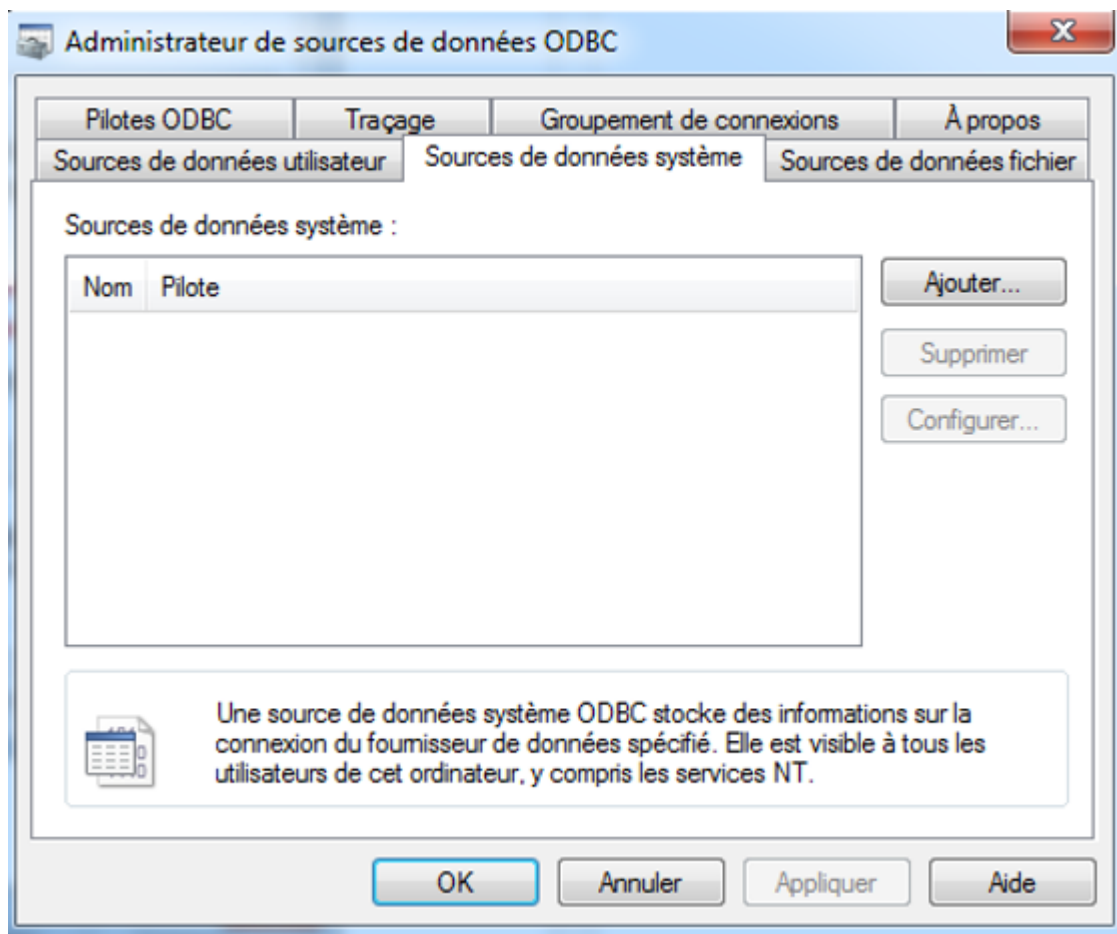 Administrateur de sources de données ODBC
Pilotes ODBC
Traçage
Groupement de connexions
À propos
Sources de données utilisateur
Sources de données système
Sources de données fichier
Sources de données système :
Nom
Pilote
Ajouter...
Supprimer
Configurer...
Une source de données système ODBC stocke des informations sur la
connexion du fournisseur de données spécifié. Elle est visible à tous les
utilisateurs de cet ordinateur, y compris les services NT.
OK
Annuler
Appliquer
Aide